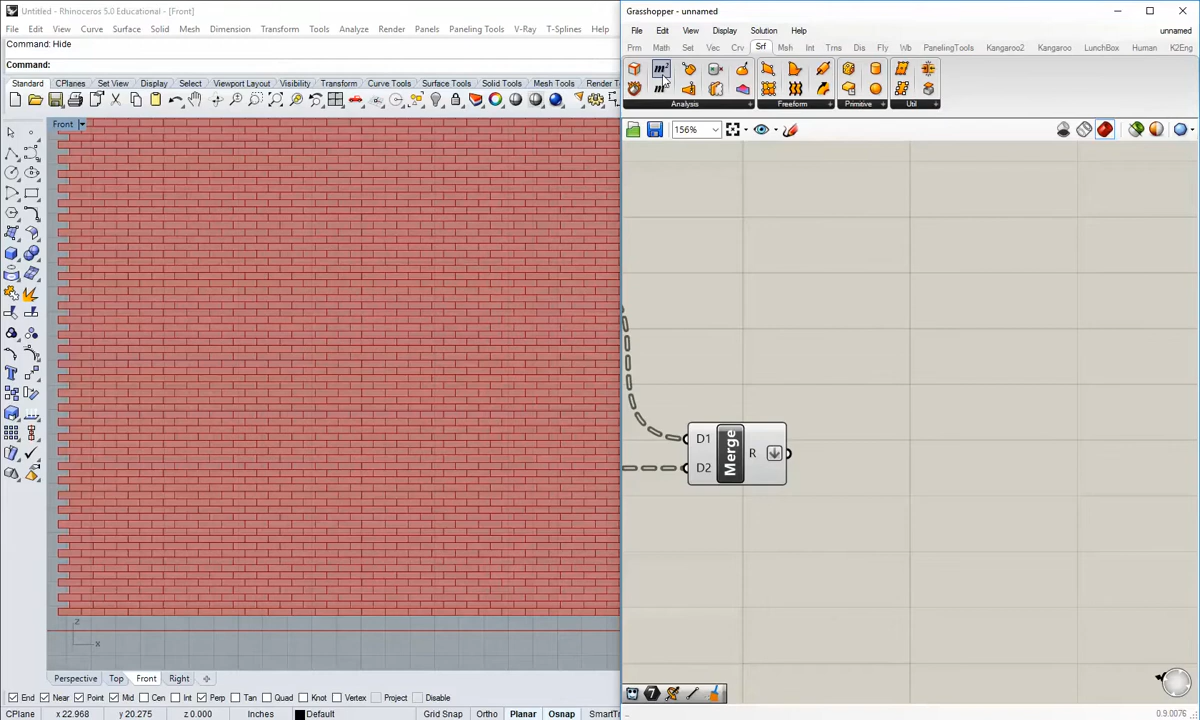 Untitled - Rhinoceros 5.0 Educational - [Front]
File Edit View Curve Surface Solid Mesh Dimension Transform Tools Analyze Render Panels V-Ray T-Splines Paneling Tools Help
Command: Hide
Command:
Standard CPlanes Set View Display Select Viewport Layout Visibility Transform Curve Tools Surface Tools Solid Tools Mesh Tools Render T
Front
z
x
Perspective Top Front Right
End Near Point Mid Cen Int Perp Tan Quad Knot Vertex Project Disable
CPlane x 22.968 y 20.275 z 0.000 Inches Default Grid Snap Ortho Planar Osnap SmartTr
Grasshopper - unnamed
File Edit View Display Solution Help unnamed
Prm Math Set Vec Crv Srf Msh Int Trns Dis Fly Wb PanelingTools Kangaroo2 Kangaroo LunchBox Human K2Eng
Analysis Freeform Primitive Util
156%
D1
D2
Merge
R
0.9.0076